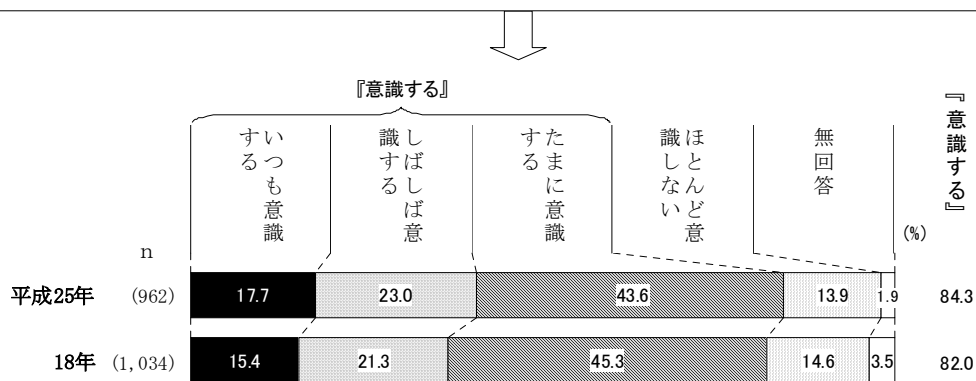 『意識する』
いつも意識
する
しばしば意
識する
たまに意識
する
ほとんど意
識しない
無回答
『意識する』
(%)
n
平成25年 (962) 17.7 23.0 43.6 13.9 1.9 84.3
18年 (1,034) 15.4 21.3 45.3 14.6 3.5 82.0